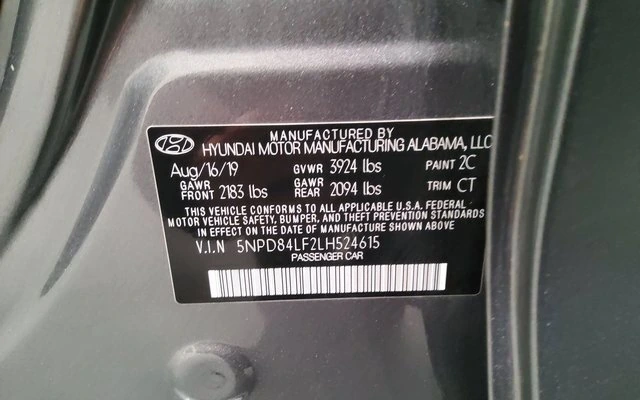 MANUFACTURED BY
HYUNDAI MOTOR MANUFACTURING ALABAMA, LLC
Aug/16/19 GVWR 3924 lbs PAINT 2C
GAWR FRONT 2183 lbs GAWR REAR 2094 lbs TRIM CT
THIS VEHICLE CONFORMS TO ALL APPLICABLE U.S.A. FEDERAL
MOTOR VEHICLE SAFETY, BUMPER, AND THEFT PREVENTION STANDARDS
IN EFFECT ON THE DATE OF MANUFACTURE SHOWN ABOVE
V.I.N 5NPD84LF2LH524615
PASSENGER CAR